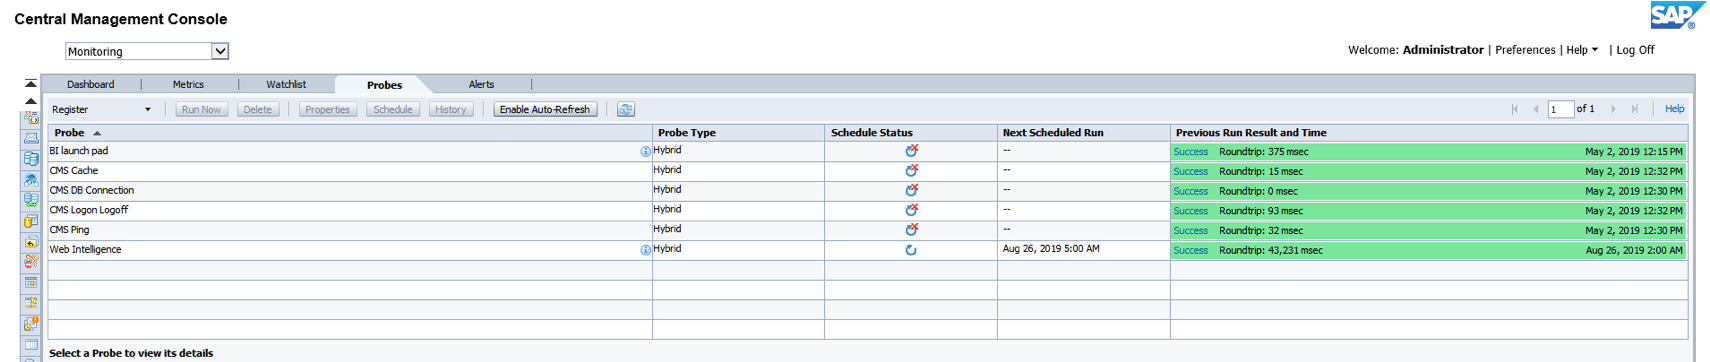 Central Management Console
SAP®
Monitoring
Welcome: Administrator | Preferences | Help | Log Off
Dashboard | Metrics | Watchlist | Probes Alerts |
Register Run Now Delete Properties Schedule History Enable Auto-Refresh 1 of 1 Help
Probe Probe Type Schedule Status Next Scheduled Run Previous Run Result and Time
BI launch pad Hybrid -- Success Roundtrip: 375 msec May 2, 2019 12:15 PM
CMS Cache Hybrid -- Success Roundtrip: 15 msec May 2, 2019 12:32 PM
CMS DB Connection Hybrid -- Success Roundtrip: 0 msec May 2, 2019 12:30 PM
CMS Logon Logoff Hybrid -- Success Roundtrip: 93 msec May 2, 2019 12:32 PM
CMS Ping Hybrid -- Success Roundtrip: 32 msec May 2, 2019 12:30 PM
Web Intelligence Hybrid Aug 26, 2019 5:00 AM Success Roundtrip: 43,231 msec Aug 26, 2019 2:00 AM
Select a Probe to view its details